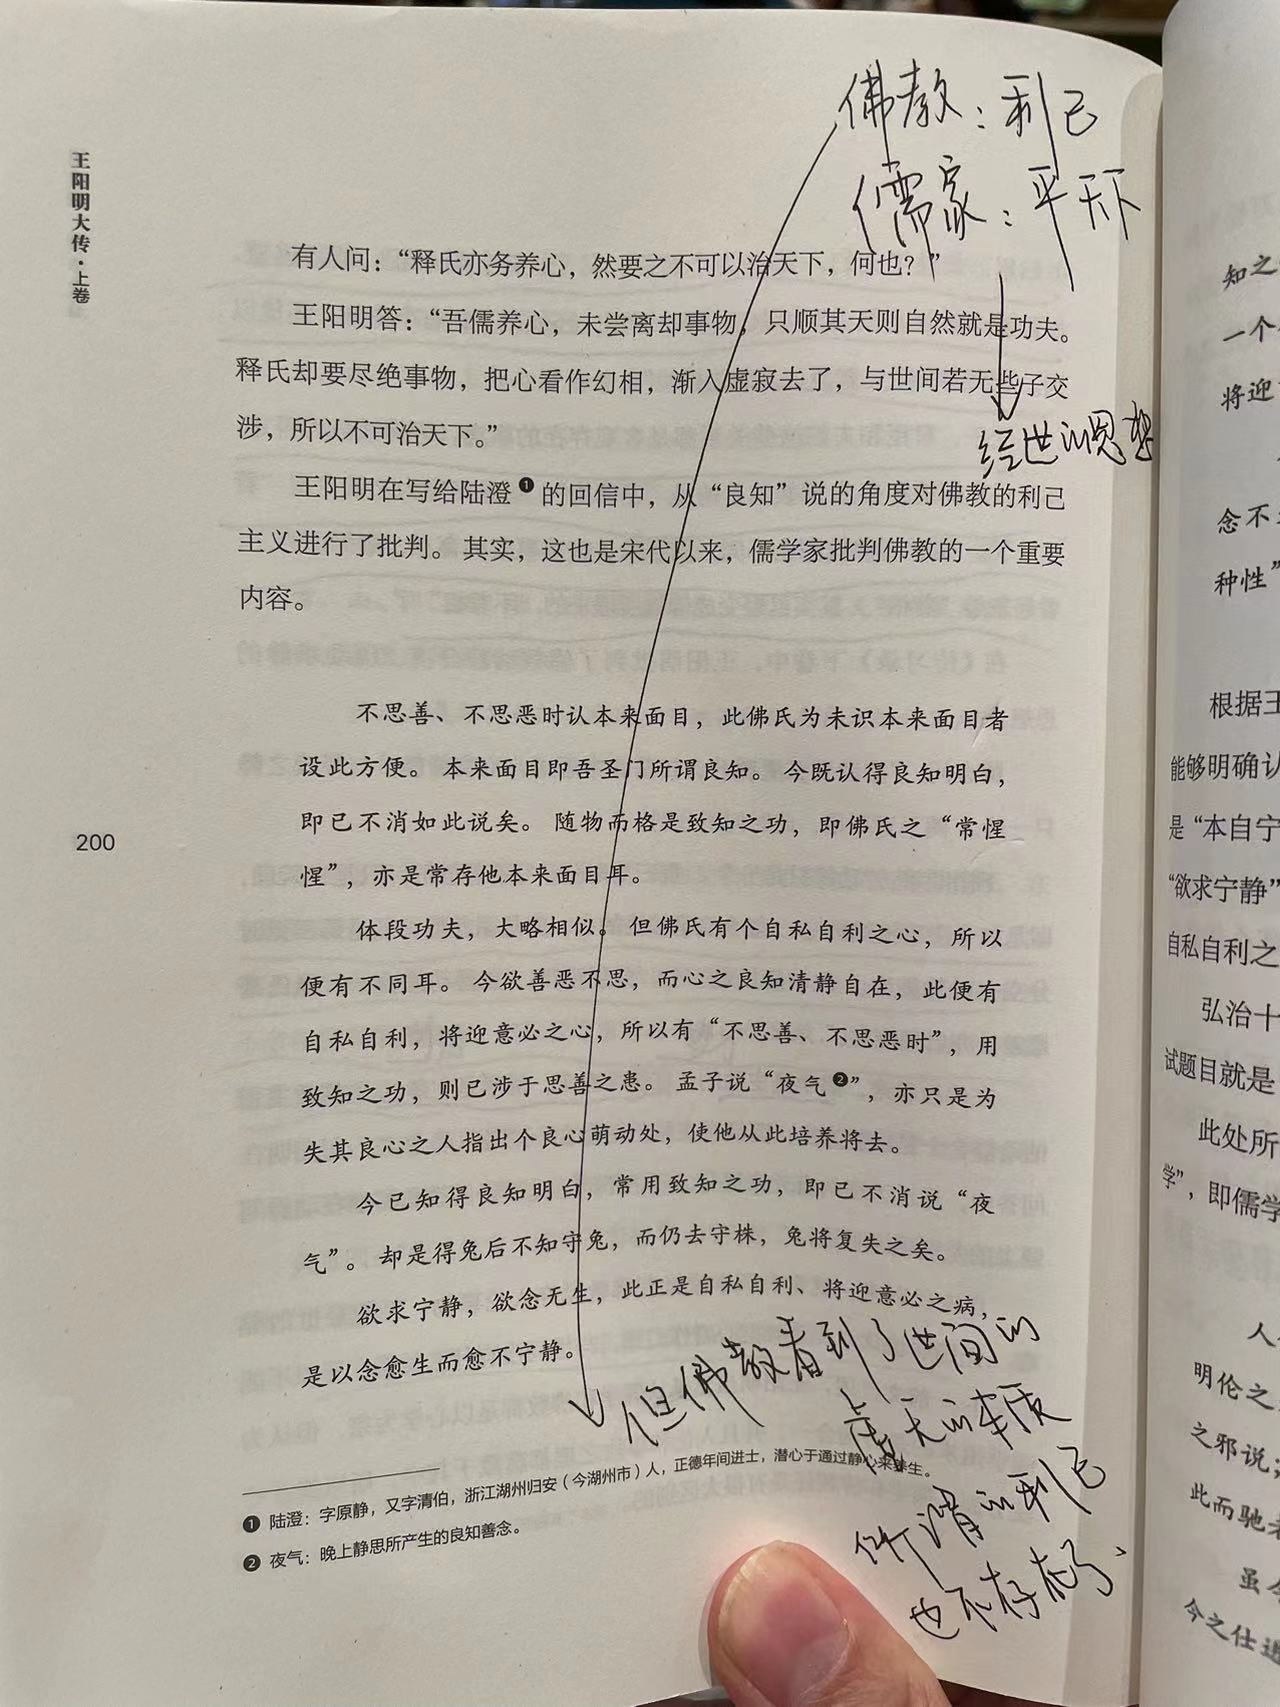 佛教：利己
儒家：平天下
经世的思想
王阳明大传·上卷
有人问：“释氏亦务养心，然要之不可以治天下，何也？”
王阳明答：“吾儒养心，未尝离却事物，只顺其天则自然就是功夫。
释氏却要尽绝事物，把心看作幻相，渐入虚寂去了，与世间若无些子交
涉，所以不可治天下。”
王阳明在写给陆澄❶的回信中，从“良知”说的角度对佛教的利己
主义进行了批判。其实，这也是宋代以来，儒学家批判佛教的一个重要
内容。
不思善、不思恶时认本来面目，此佛氏为未识本来面目者
设此方便。本来面目即吾圣门所谓良知。今既认得良知明白，
即已不消如此说矣。随物而格是致知之功，即佛氏之“常惺
惺”，亦是常存他本来面目耳。
体段功夫，大略相似。但佛氏有个自私自利之心，所以
便有不同耳。今欲善恶不思，而心之良知清静自在，此便有
自私自利，将迎意必之心，所以有“不思善、不思恶时”，用
致知之功，则已涉于思善之患。孟子说“夜气❷”，亦只是为
失其良心之人指出个良心萌动处，使他从此培养将去。
今已知得良知明白，常用致知之功，即已不消说“夜
气”。却是得兔后不知守兔，而仍去守株，兔将复失之矣。
欲求宁静，欲念无生，此正是自私自利、将迎意必之病，
是以念愈生而愈不宁静。
但佛教看到了世间的
虚无的本质
所谓的利己
也不存在了、
❶ 陆澄：字原静，又字清伯，浙江湖州归安（今湖州市）人，正德年间进士，潜心于通过静心来养生。
❷ 夜气：晚上静思所产生的良知善念。
200
知之
一个
将迎
念不
种性”
根据王
能够明确认
是“本自宁
“欲求宁静”
自私自利之
弘治十
试题目就是
此处所
学”，即儒学
人
明伦之
之邪说，
此而驰
虽
今之仕进